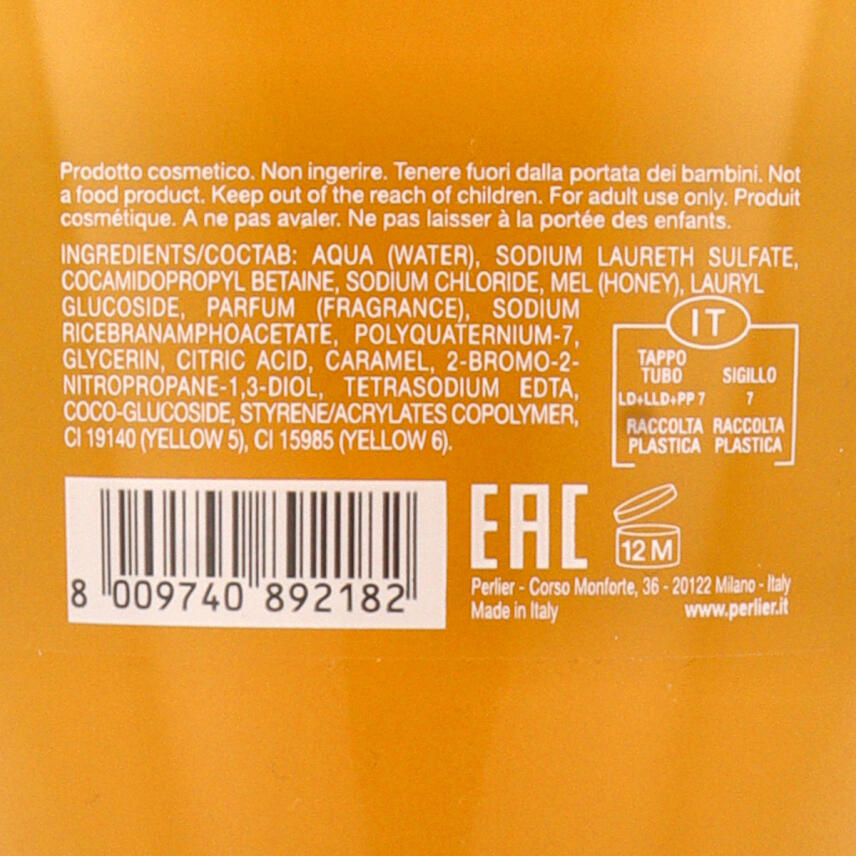 Prodotto cosmetico. Non ingerire. Tenere fuori dalla portata dei bambini. Not
a food product. Keep out of the reach of children. For adult use only. Produit
cosmétique. A ne pas avaler. Ne pas laisser à la portée des enfants.
INGREDIENTS/COCTAB: AQUA (WATER), SODIUM LAURETH SULFATE,
COCAMIDOPROPYL BETAINE, SODIUM CHLORIDE, MEL (HONEY), LAURYL
GLUCOSIDE, PARFUM (FRAGRANCE), SODIUM
RICEBRANAMPHOACETATE, POLYQUATERNIUM-7,
GLYCERIN, CITRIC ACID, CARAMEL, 2-BROMO-2-
NITROPROPANE-1,3-DIOL, TETRASODIUM EDTA,
COCO-GLUCOSIDE, STYRENE/ACRYLATES COPOLYMER,
CI 19140 (YELLOW 5), CI 15985 (YELLOW 6).
IT
TAPPO
TUBO SIGILLO
LD+LLD+PP 7 7
RACCOLTA RACCOLTA
PLASTICA PLASTICA
8 009740 892182
EAC
12 M
Perlier - Corso Monforte, 36 - 20122 Milano - Italy
Made in Italy www.perlier.it